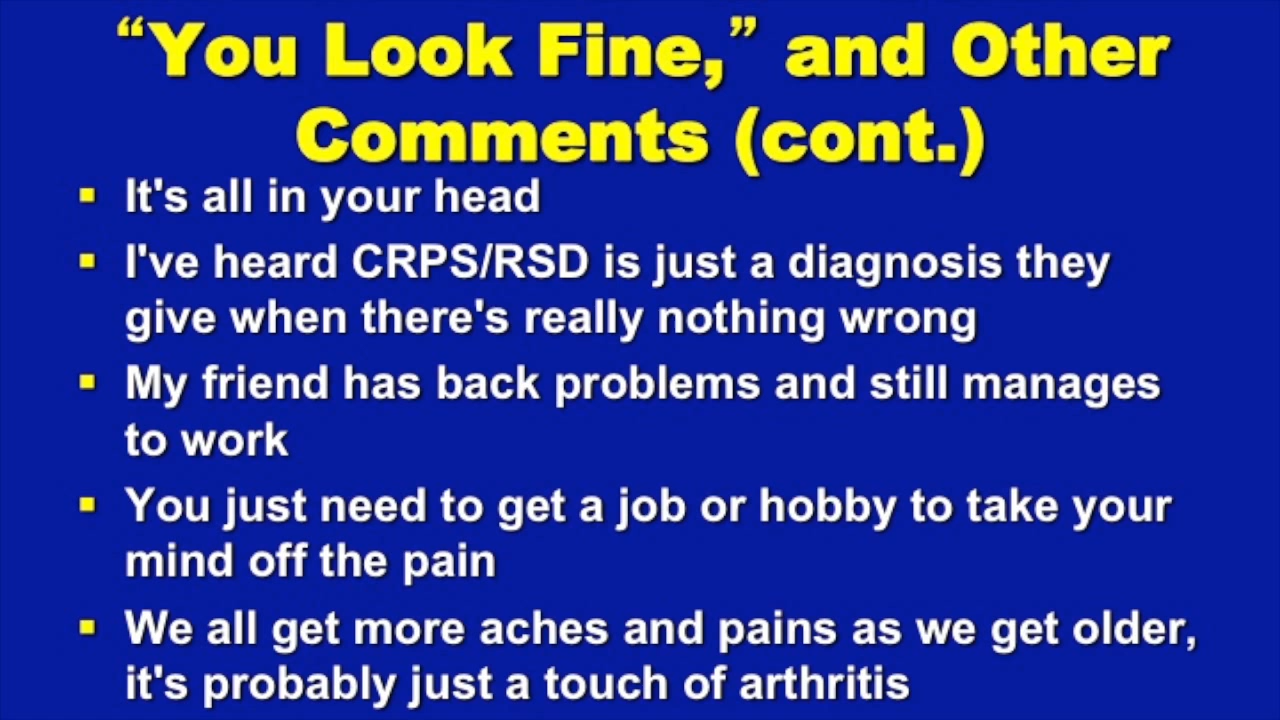 “You Look Fine,” and Other
Comments (cont.)
▪ It's all in your head
▪ I've heard CRPS/RSD is just a diagnosis they
give when there's really nothing wrong
▪ My friend has back problems and still manages
to work
▪ You just need to get a job or hobby to take your
mind off the pain
▪ We all get more aches and pains as we get older,
it's probably just a touch of arthritis